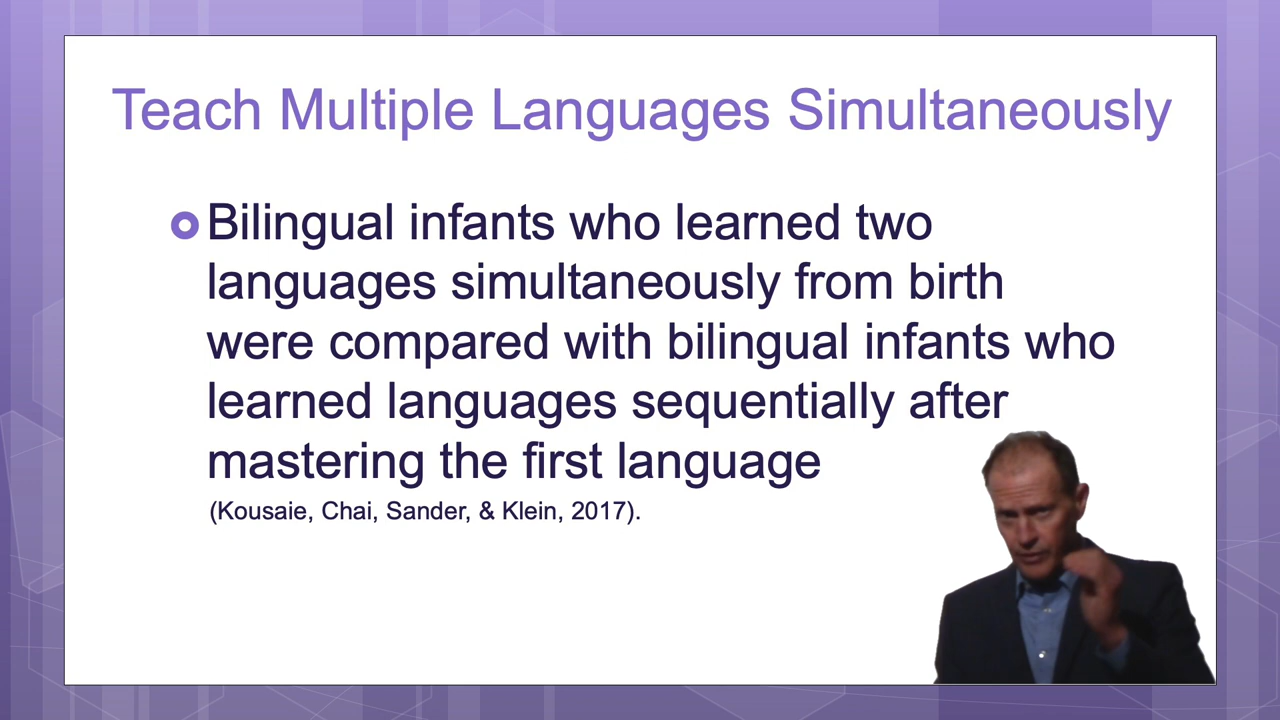 Teach Multiple Languages Simultaneously
Bilingual infants who learned two
languages simultaneously from birth
were compared with bilingual infants who
learned languages sequentially after
mastering the first language
(Kousaie, Chai, Sander, & Klein, 2017).